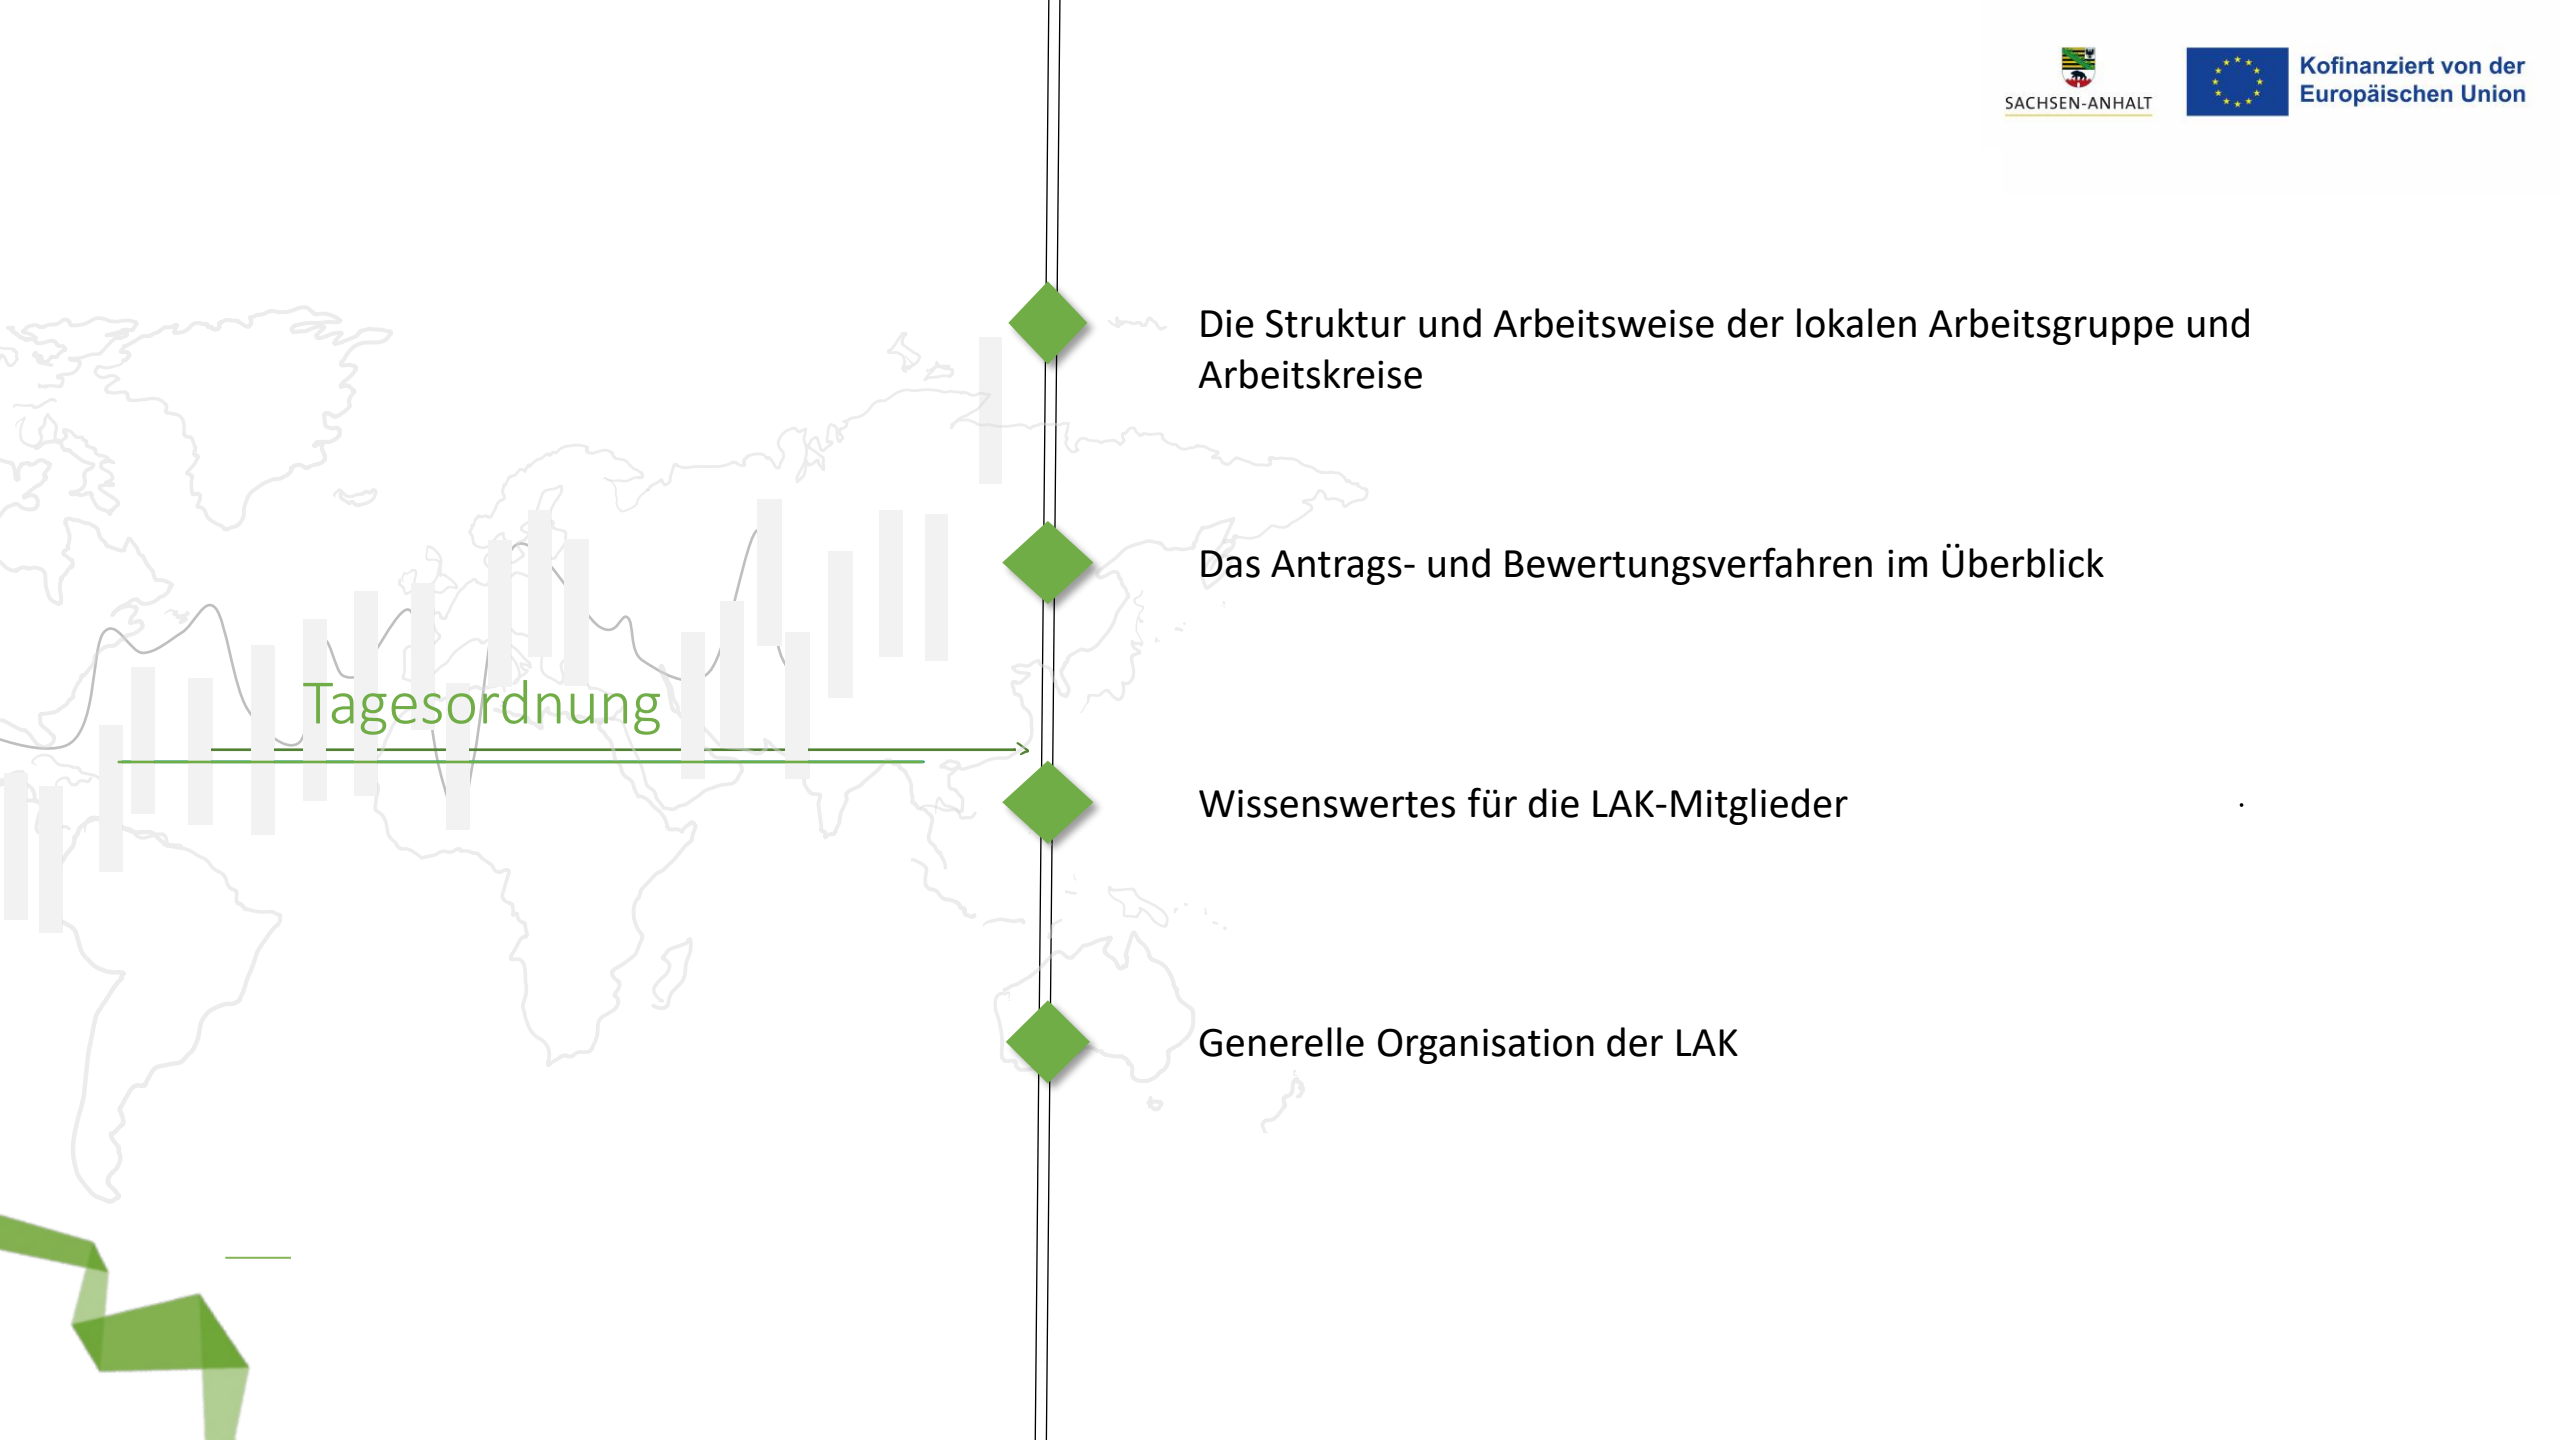 SACHSEN-ANHALT
Kofinanziert von der
Europäischen Union
Tagesordnung
Die Struktur und Arbeitsweise der lokalen Arbeitsgruppe und
Arbeitskreise
Das Antrags- und Bewertungsverfahren im Überblick
Wissenswertes für die LAK-Mitglieder .
Generelle Organisation der LAK